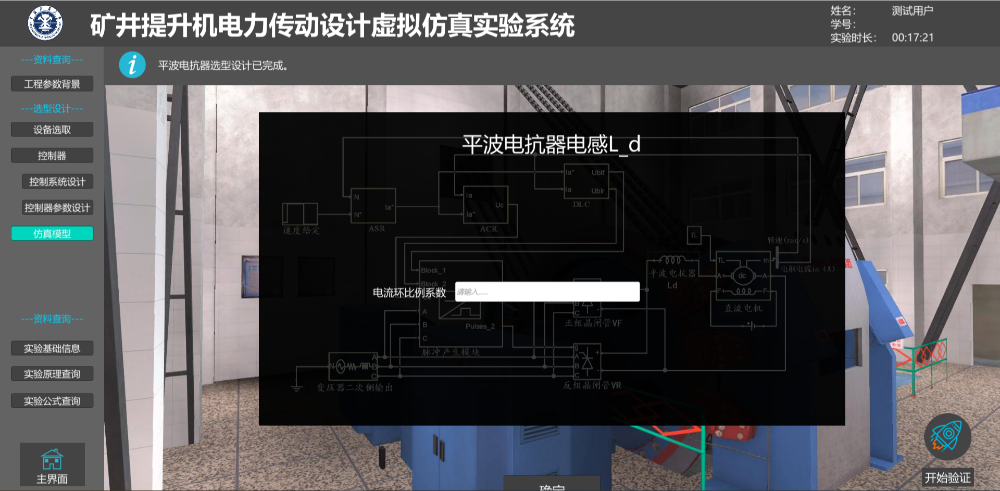 矿井提升机电力传动设计虚拟仿真实验系统
姓名： 测试用户
学号：
实验时长： 00:17:21
---资料查询---
工程参数背景
---选型设计---
设备选取
控制器
控制系统设计
控制器参数设计
仿真模型
---资料查询---
实验基础信息
实验原理查询
实验公式查询
主界面
平波电抗器选型设计已完成。
平波电抗器电感L_d
Ia* Ublf
Ia Ublr
DLC
N Ia*
N*
ASR
Ia Uc
Ia*
ACR
速度给定
TL
转速(rad/s)
TL m
A+ dc A-
F+ F-
电枢电流ia（A）
平波电抗器
Ld
直流电机
Block_1
Block_2
电流环比例系数 请输入......
A
B
C
Pulses_2
脉冲产生模块
B
C
正组晶闸管VF
g
A
B
C
反组晶闸管VR
N A
B
C
变压器二次侧输出
确定
开始验证